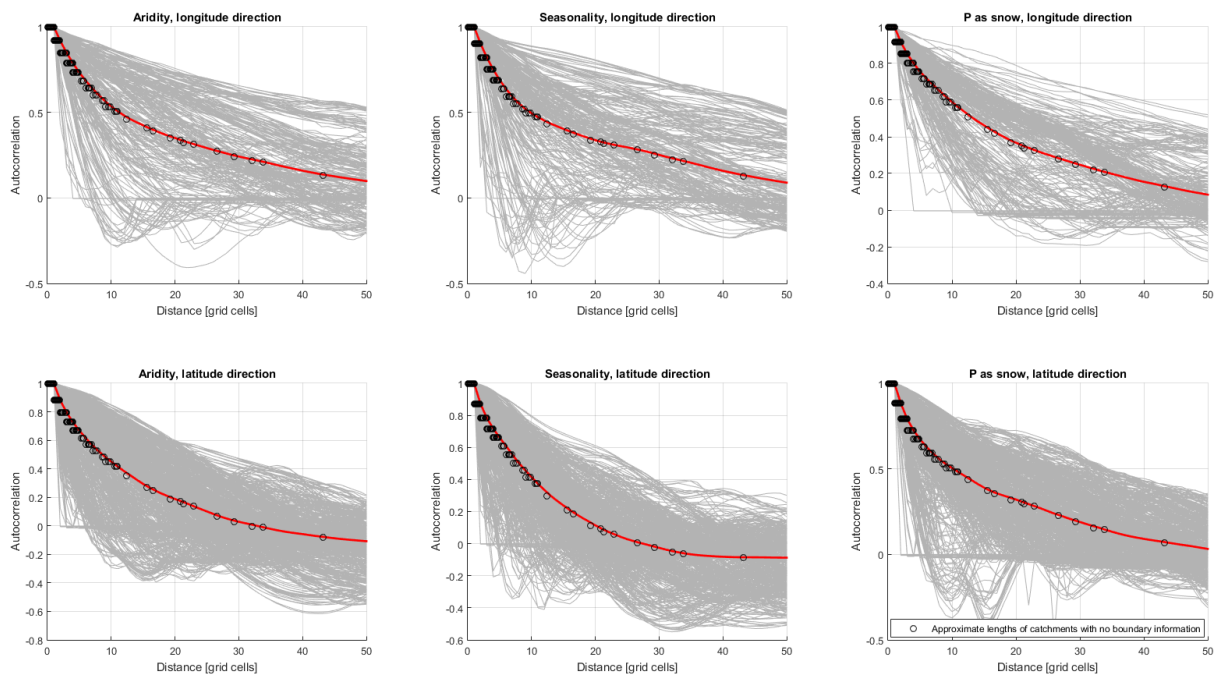 Aridity, longitude direction
1
0.5
0
-0.5
Autocorrelation
0 10 20 30 40 50
Distance [grid cells]
Seasonality, longitude direction
1
0.5
0
-0.5
Autocorrelation
0 10 20 30 40 50
Distance [grid cells]
P as snow, longitude direction
1
0.8
0.6
0.4
0.2
0
-0.2
-0.4
Autocorrelation
0 10 20 30 40 50
Distance [grid cells]
Aridity, latitude direction
1
0.8
0.6
0.4
0.2
0
-0.2
-0.4
-0.6
-0.8
Autocorrelation
0 10 20 30 40 50
Distance [grid cells]
Seasonality, latitude direction
1
0.8
0.6
0.4
0.2
0
-0.2
-0.4
-0.6
Autocorrelation
0 10 20 30 40 50
Distance [grid cells]
P as snow, latitude direction
1
0.5
0
-0.5
Autocorrelation
Approximate lengths of catchments with no boundary information
0 10 20 30 40 50
Distance [grid cells]